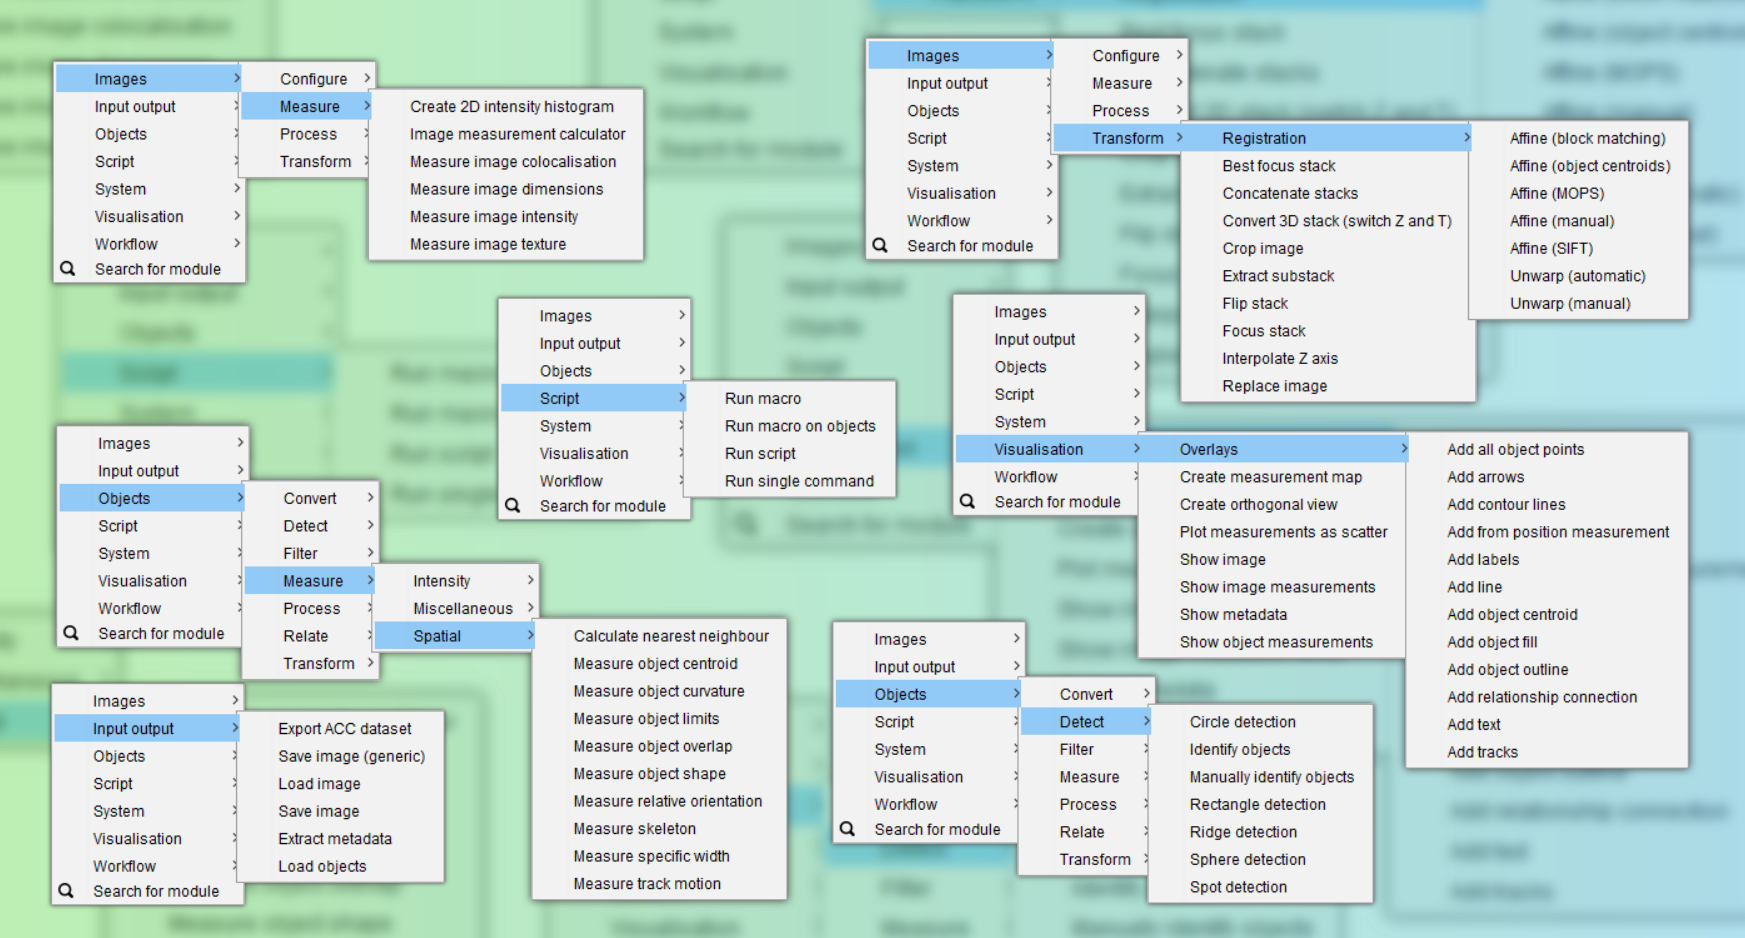 Images
Input output
Objects
Script
System
Visualisation
Workflow
Search for module
Configure
Measure
Process
Transform
Create 2D intensity histogram
Image measurement calculator
Measure image colocalisation
Measure image dimensions
Measure image intensity
Measure image texture
Images
Input output
Objects
Script
System
Visualisation
Workflow
Search for module
Configure
Measure
Process
Transform
Registration
Best focus stack
Concatenate stacks
Convert 3D stack (switch Z and T)
Crop image
Extract substack
Flip stack
Focus stack
Interpolate Z axis
Replace image
Affine (block matching)
Affine (object centroids)
Affine (MOPS)
Affine (manual)
Affine (SIFT)
Unwarp (automatic)
Unwarp (manual)
Images
Input output
Objects
Script
System
Visualisation
Workflow
Search for module
Run macro
Run macro on objects
Run script
Run single command
Images
Input output
Objects
Script
System
Visualisation
Workflow
Search for module
Overlays
Create measurement map
Create orthogonal view
Plot measurements as scatter
Show image
Show image measurements
Show metadata
Show object measurements
Add all object points
Add arrows
Add contour lines
Add from position measurement
Add labels
Add line
Add object centroid
Add object fill
Add object outline
Add relationship connection
Add text
Add tracks
Images
Input output
Objects
Script
System
Visualisation
Workflow
Search for module
Convert
Detect
Filter
Measure
Process
Relate
Transform
Intensity
Miscellaneous
Spatial
Calculate nearest neighbour
Measure object centroid
Measure object curvature
Measure object limits
Measure object overlap
Measure object shape
Measure relative orientation
Measure skeleton
Measure specific width
Measure track motion
Images
Input output
Objects
Script
System
Visualisation
Workflow
Search for module
Export ACC dataset
Save image (generic)
Load image
Save image
Extract metadata
Load objects
Images
Input output
Objects
Script
System
Visualisation
Workflow
Search for module
Convert
Detect
Filter
Measure
Process
Relate
Transform
Circle detection
Identify objects
Manually identify objects
Rectangle detection
Ridge detection
Sphere detection
Spot detection